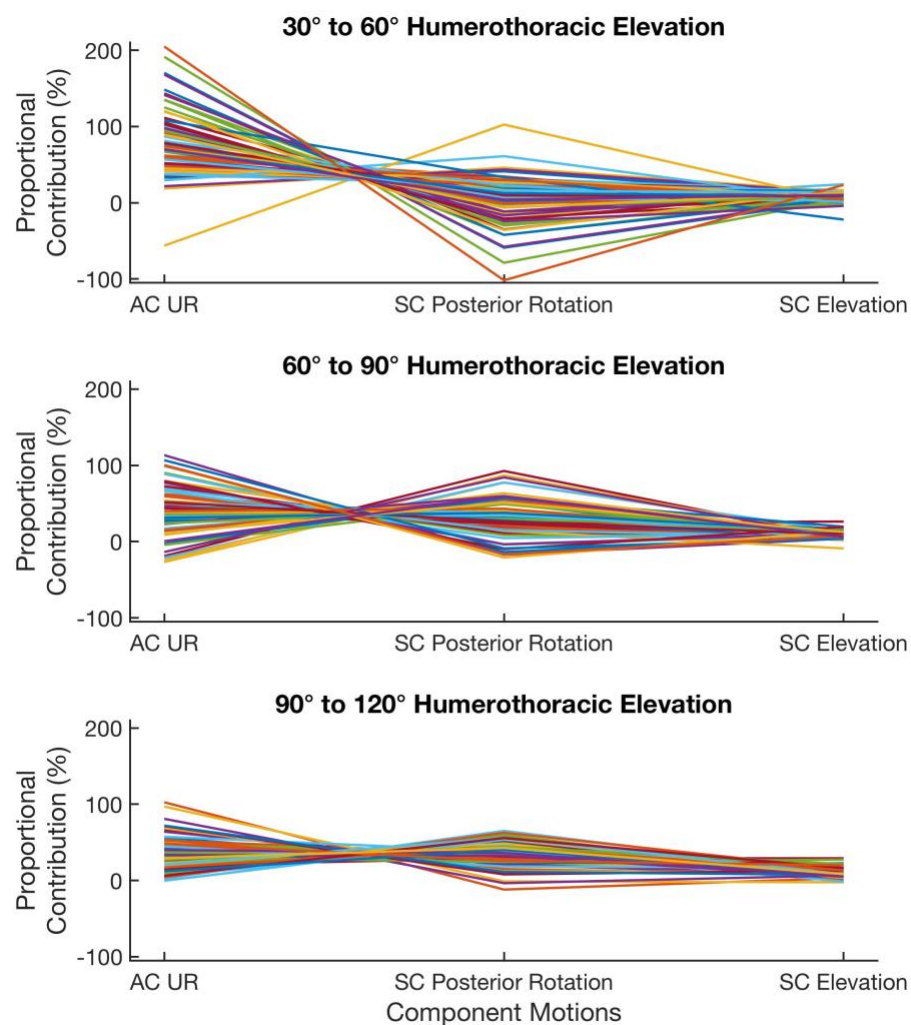 30° to 60° Humerothoracic Elevation
Proportional
Contribution (%)
200
100
0
-100
AC UR SC Posterior Rotation SC Elevation
60° to 90° Humerothoracic Elevation
Proportional
Contribution (%)
200
100
0
-100
AC UR SC Posterior Rotation SC Elevation
90° to 120° Humerothoracic Elevation
Proportional
Contribution (%)
200
100
0
-100
AC UR SC Posterior Rotation SC Elevation
Component Motions